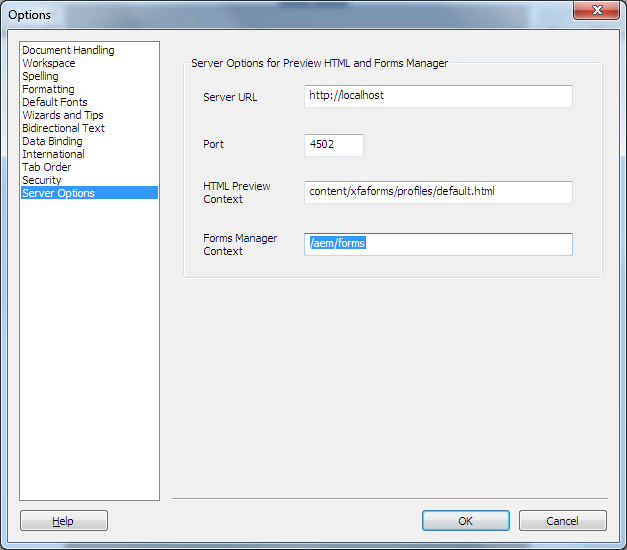 Options
Document Handling
Workspace
Spelling
Formatting
Default Fonts
Wizards and Tips
Bidirectional Text
Data Binding
International
Tab Order
Security
Server Options
Server Options for Preview HTML and Forms Manager
Server URL
http://localhost
Port
4502
HTML Preview
Context
content/xfaforms/profiles/default.html
Forms Manager
Context
/aem/forms
Help
OK
Cancel